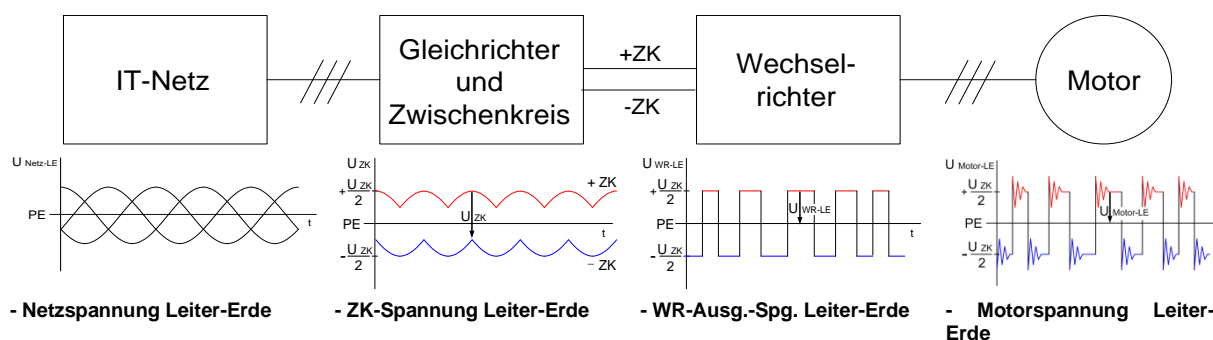 IT-Netz
Gleichrichter
und
Zwischenkreis
+ZK
-ZK
Wechsel-
richter
Motor
U Netz-LE
PE
t
U ZK
+ U ZK
2
PE
- U ZK
2
+ ZK
U ZK
t
− ZK
U WR-LE
+ U ZK
2
PE
- U ZK
2
U WR-LE
t
U Motor-LE
+ U ZK
2
PE
- U ZK
2
U Motor-LE
t
- Netzspannung Leiter-Erde
- ZK-Spannung Leiter-Erde
- WR-Ausg.-Spg. Leiter-Erde
- Motorspannung Leiter-
Erde